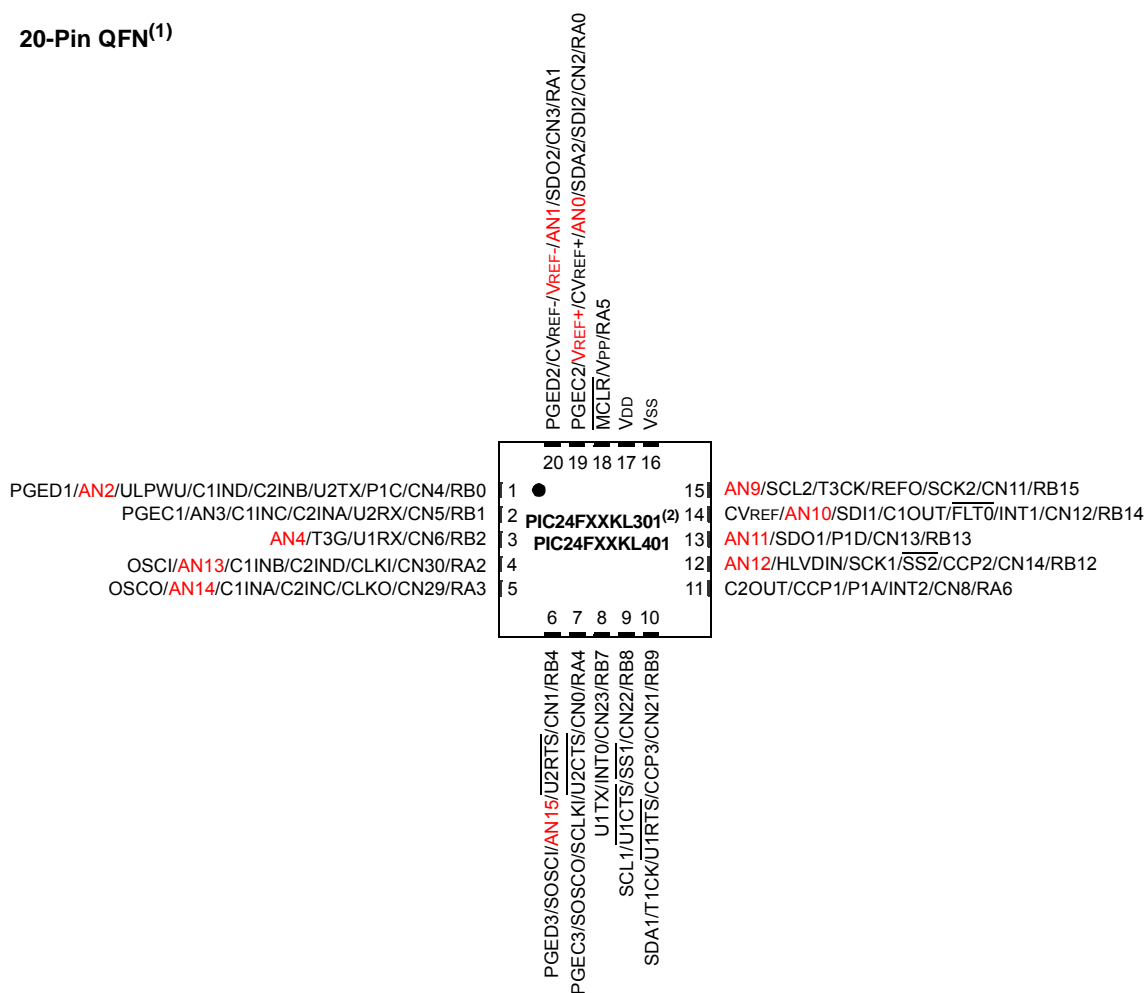 20-Pin QFN(1)
PGED2/CVREF-/VREF-/AN1/SDO2/CN3/RA1
PGEC2/VREF+/CVREF+/AN0/SDA2/SDI2/CN2/RA0
MCLR/VPP/RA5
VDD
VSS
20 19 18 17 16
PGED1/AN2/ULPWU/C1IND/C2INB/U2TX/P1C/CN4/RB0 1
PGEC1/AN3/C1INC/C2INA/U2RX/CN5/RB1 2
AN4/T3G/U1RX/CN6/RB2 3
OSCI/AN13/C1INB/C2IND/CLKI/CN30/RA2 4
OSCO/AN14/C1INA/C2INC/CLKO/CN29/RA3 5
PIC24FXXKL301(2)
PIC24FXXKL401
15 AN9/SCL2/T3CK/REFO/SCK2/CN11/RB15
14 CVREF/AN10/SDI1/C1OUT/FLT0/INT1/CN12/RB14
13 AN11/SDO1/P1D/CN13/RB13
12 AN12/HLVDIN/SCK1/SS2/CCP2/CN14/RB12
11 C2OUT/CCP1/P1A/INT2/CN8/RA6
6 7 8 9 10
PGED3/SOSCI/AN15/U2RTS/CN1/RB4
PGEC3/SOSCO/SCLKI/U2CTS/CN0/RA4
U1TX/INT0/CN23/RB7
SCL1/U1CTS/SS1/CN22/RB8
SDA1/T1CK/U1RTS/CCP3/CN21/RB9